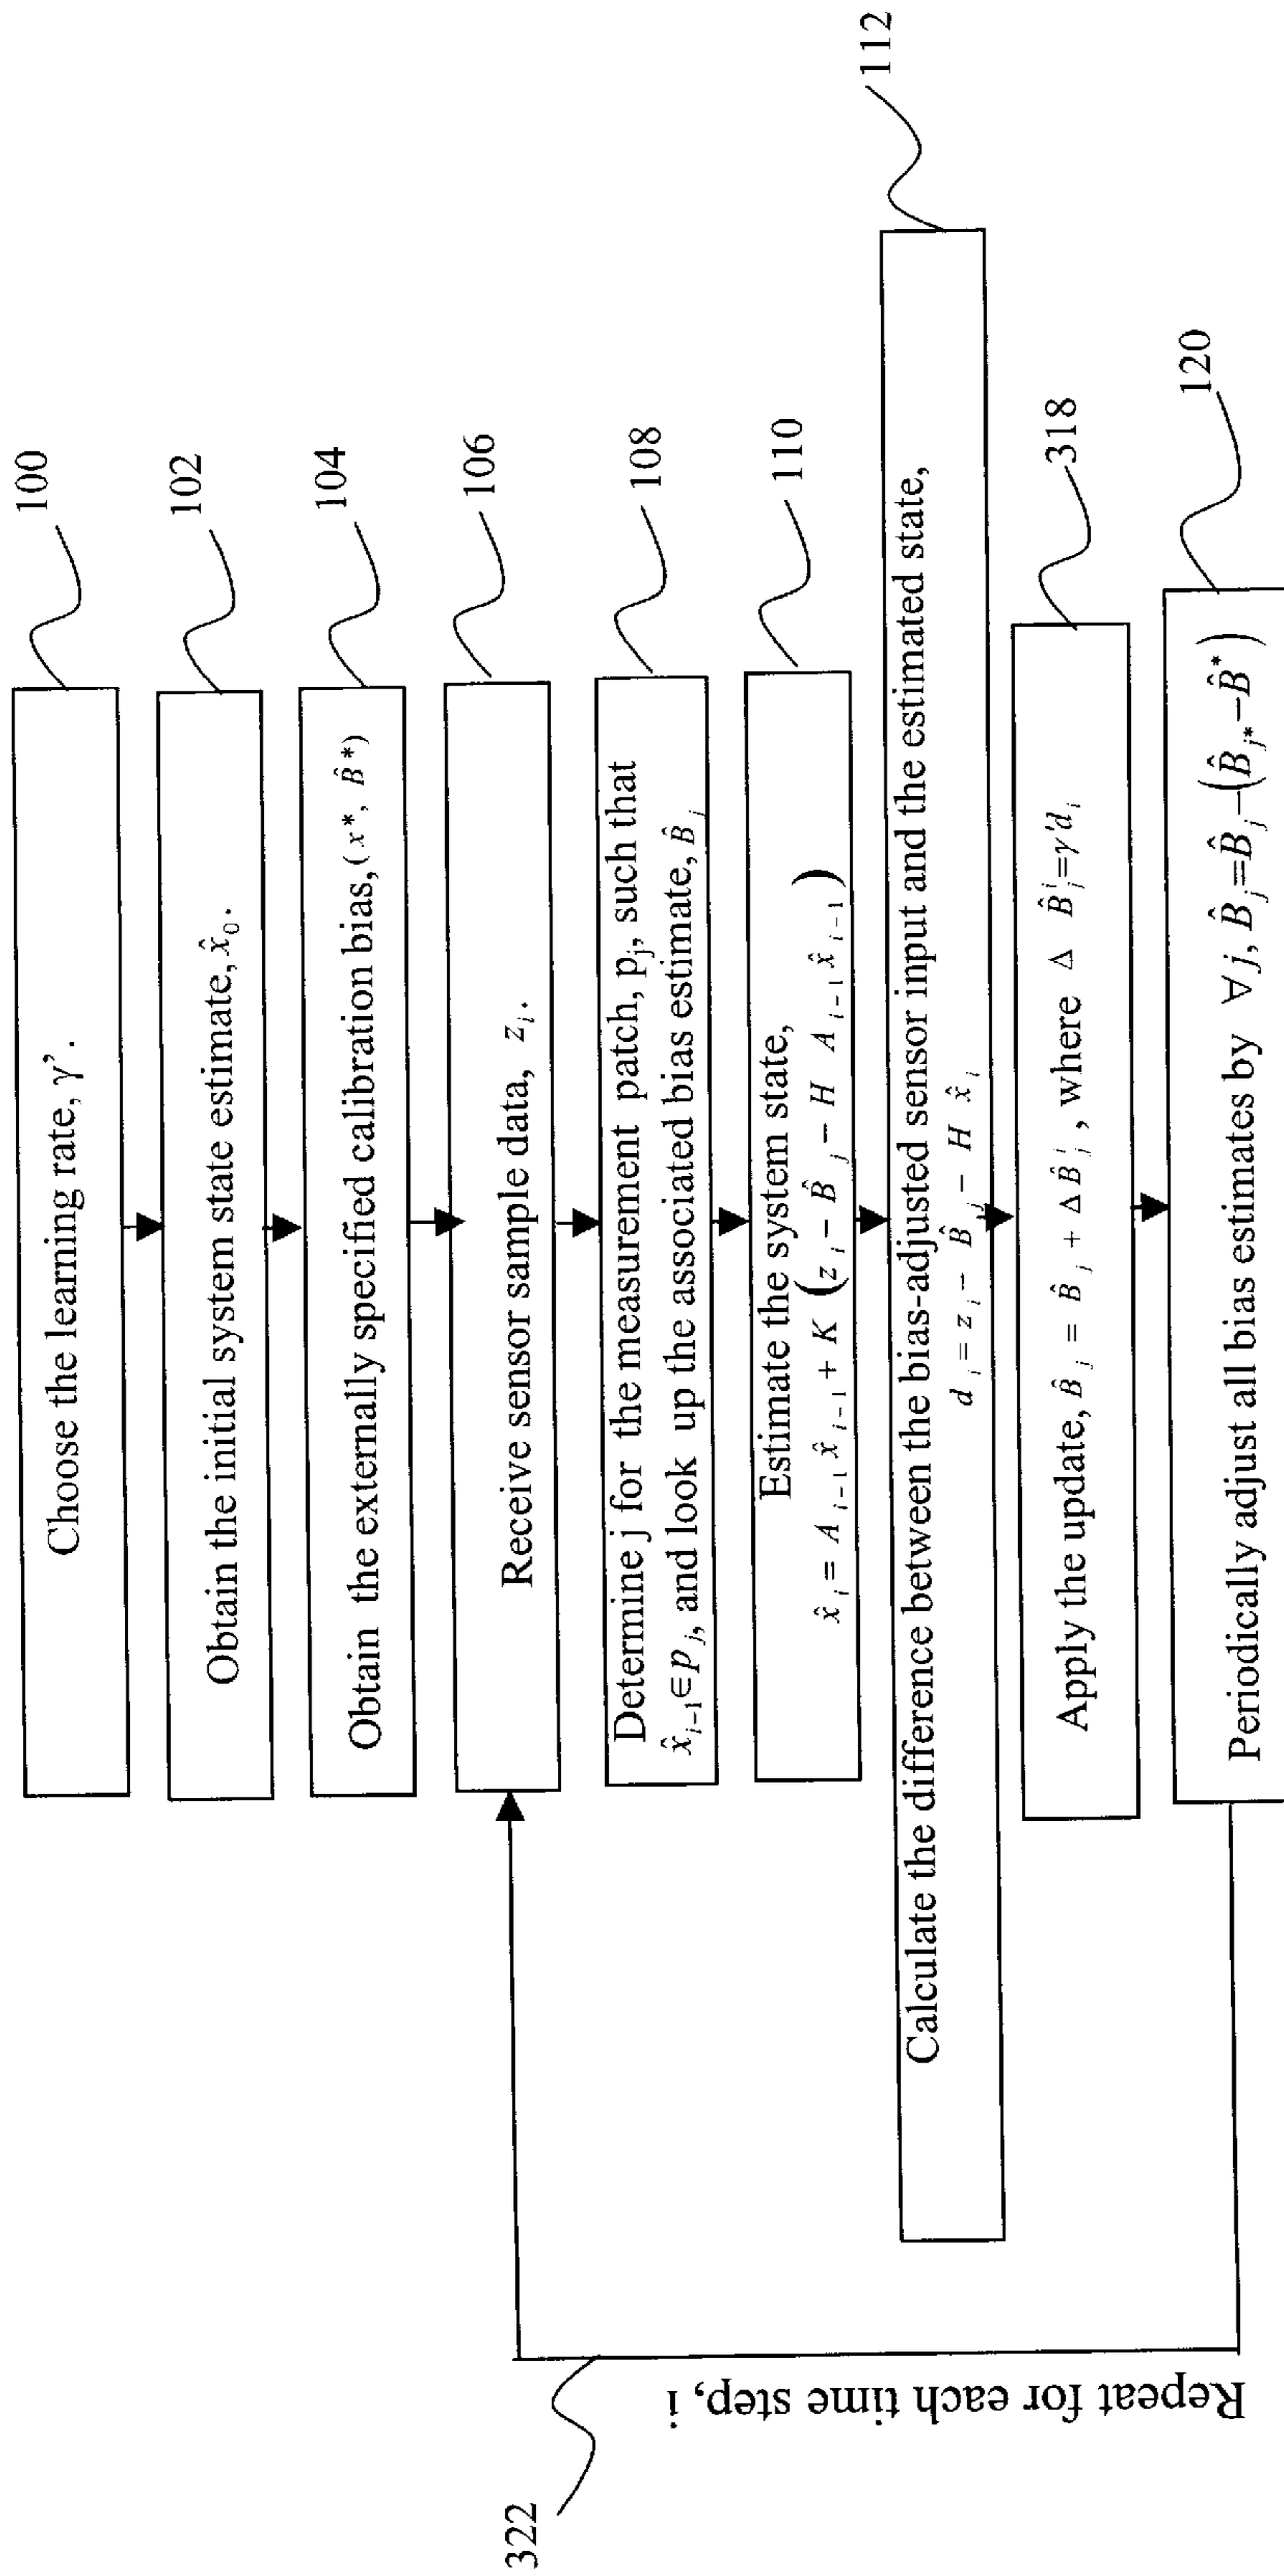 100
Choose the learning rate, γ’.
102
Obtain the initial system state estimate, x̂₀.
104
Obtain the externally specified calibration bias, (x*, B̂*)
106
Receive sensor sample data, zᵢ.
108
Determine j for the measurement patch, pⱼ, such that
x̂ᵢ₋₁∈pⱼ, and look up the associated bias estimate, B̂ⱼ
110
Estimate the system state,
x̂ᵢ = Aᵢ₋₁ x̂ᵢ₋₁ + K (zᵢ − B̂ⱼ − H Aᵢ₋₁ x̂ᵢ₋₁)
112
Calculate the difference between the bias-adjusted sensor input and the estimated state,
dᵢ = zᵢ − B̂ⱼ − H x̂ᵢ
318
Apply the update, B̂ⱼ = B̂ⱼ + ΔB̂ⱼⁱ, where Δ B̂ⱼⁱ=γ'dᵢ
120
Periodically adjust all bias estimates by ∀j, B̂ⱼ=B̂ⱼ−(B̂ⱼ*−B̂*)
322
Repeat for each time step, i